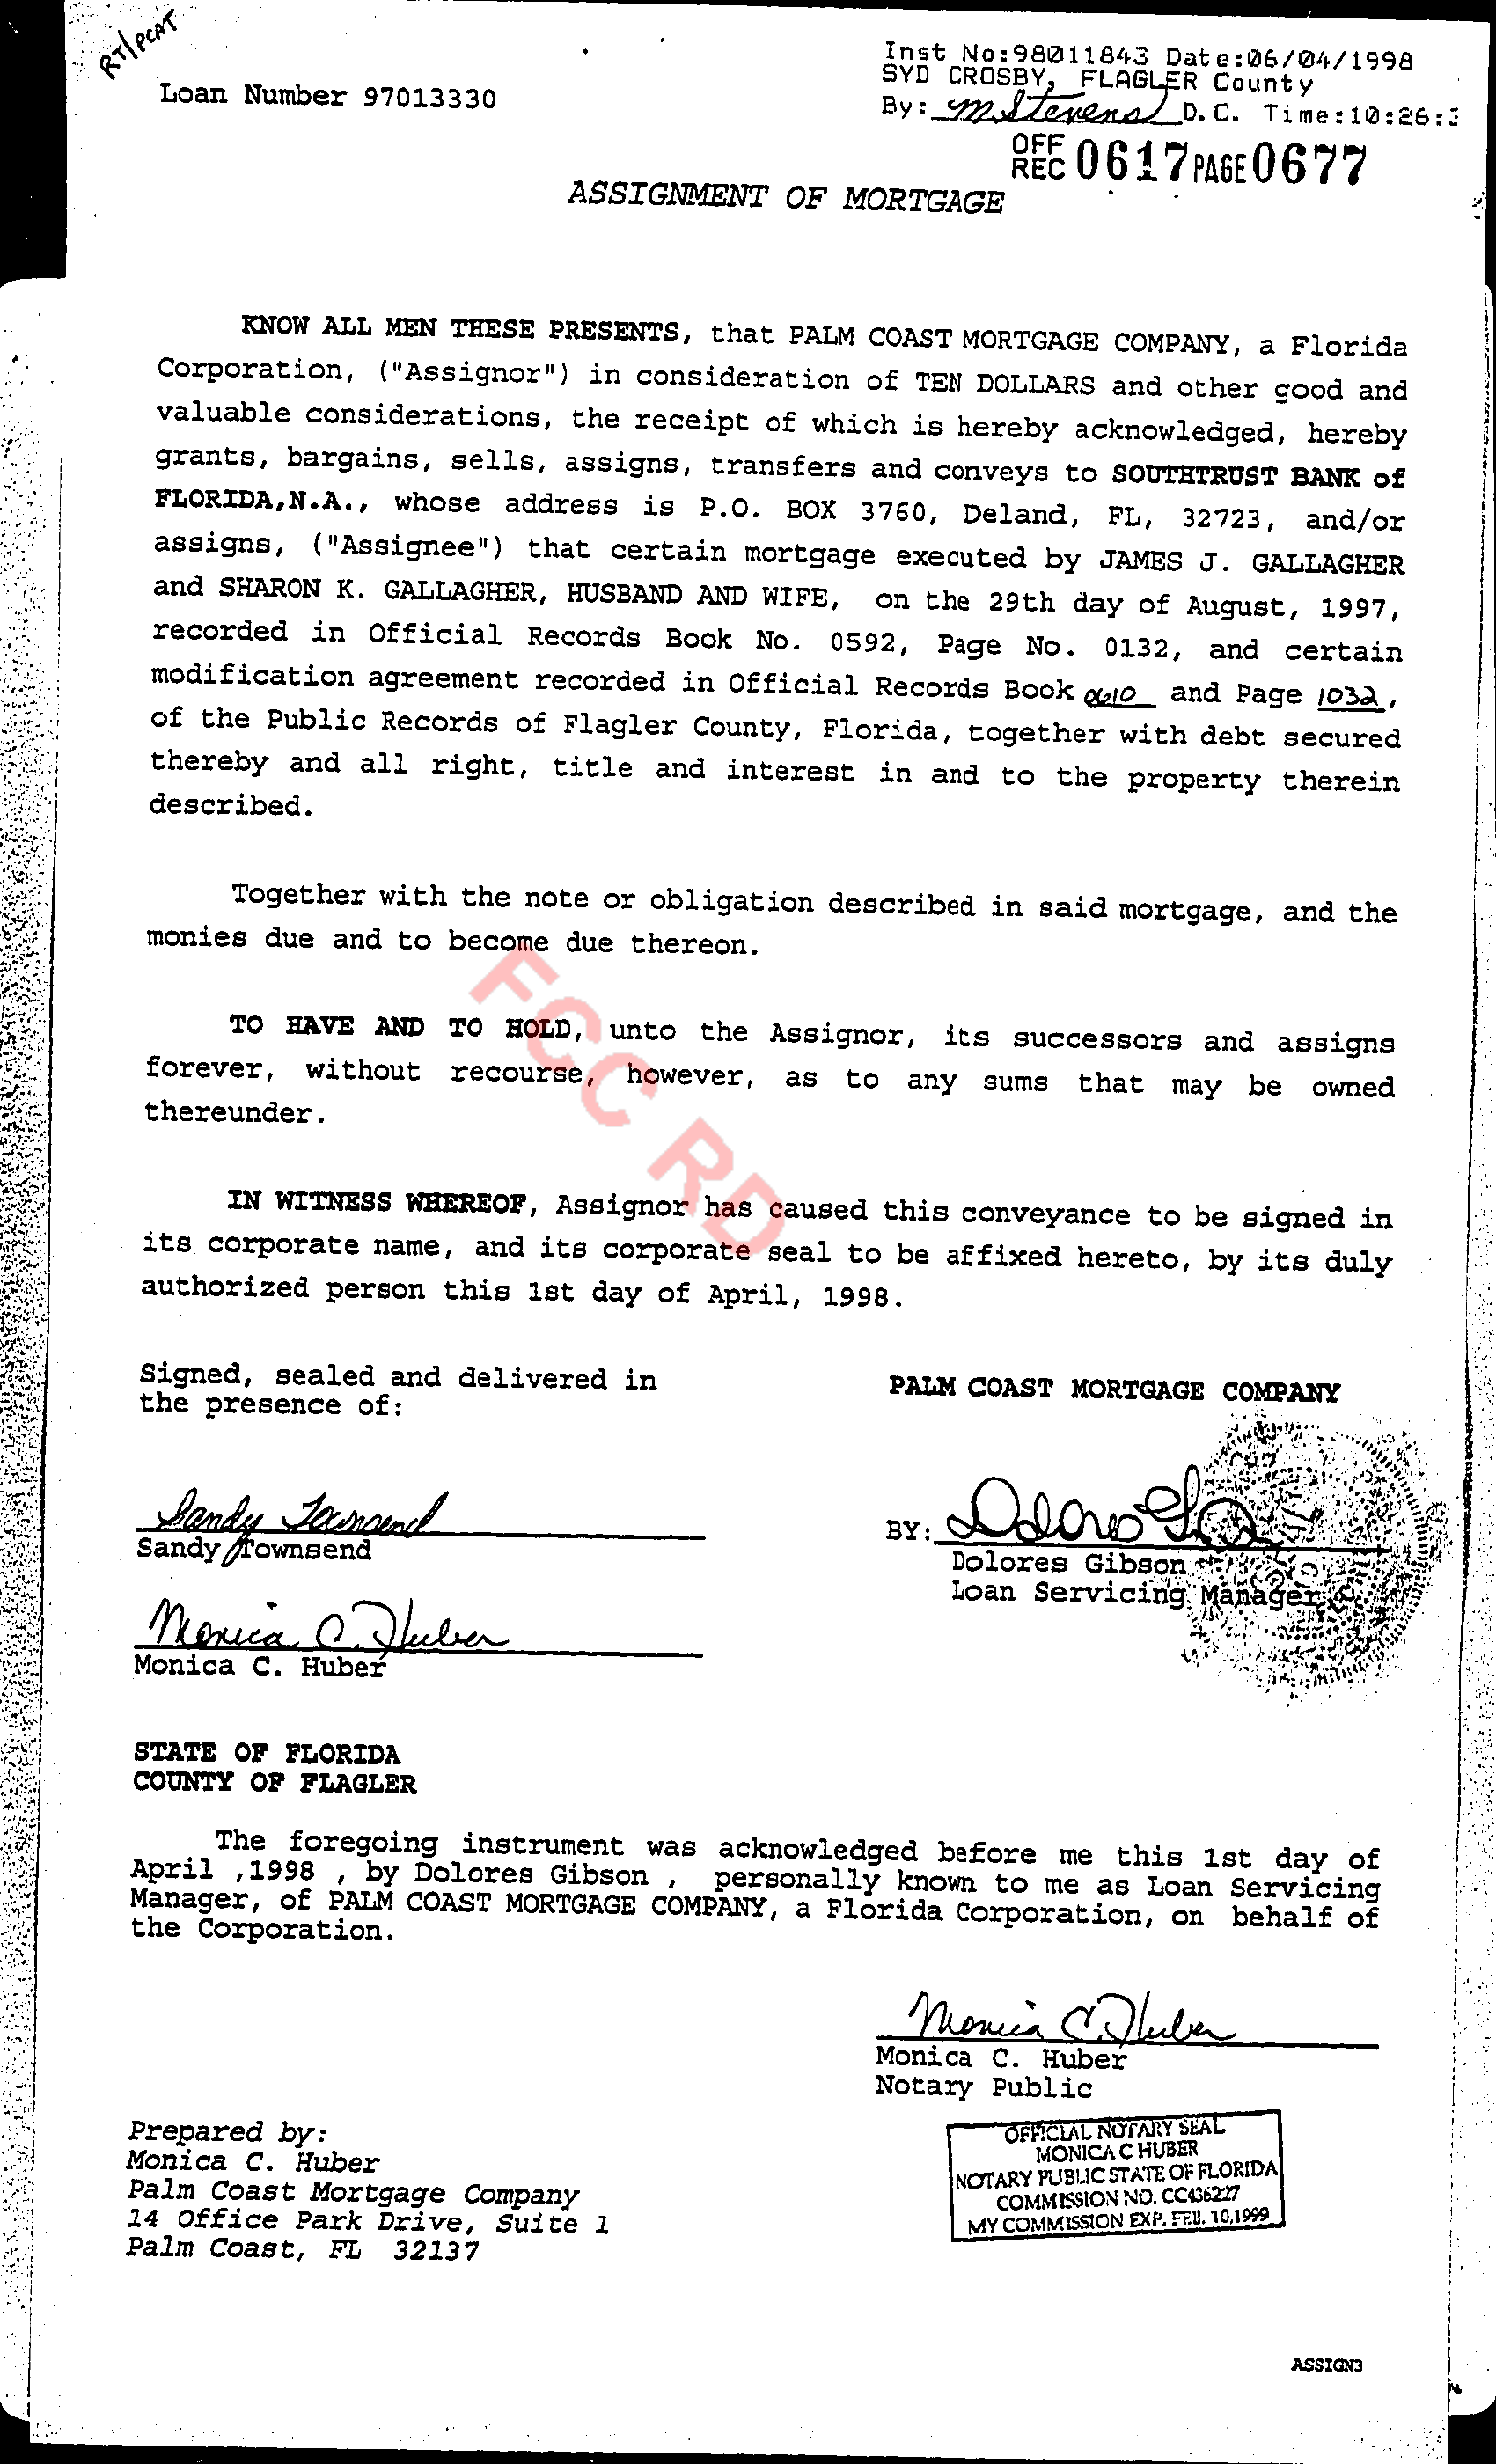 RT/PCAT
Loan Number 97013330
Inst No:98011843 Date:06/04/1998
SYD CROSBY, FLAGLER County
By: M Stevens D.C. Time:10:26:
OFF REC 0617 PAGE 0677
ASSIGNMENT OF MORTGAGE
KNOW ALL MEN THESE PRESENTS, that PALM COAST MORTGAGE COMPANY, a Florida
Corporation, ("Assignor") in consideration of TEN DOLLARS and other good and
valuable considerations, the receipt of which is hereby acknowledged, hereby
grants, bargains, sells, assigns, transfers and conveys to SOUTHTRUST BANK of
FLORIDA,N.A., whose address is P.O. BOX 3760, Deland, FL, 32723, and/or
assigns, ("Assignee") that certain mortgage executed by JAMES J. GALLAGHER
and SHARON K. GALLAGHER, HUSBAND AND WIFE, on the 29th day of August, 1997,
recorded in Official Records Book No. 0592, Page No. 0132, and certain
modification agreement recorded in Official Records Book 0610 and Page 1032,
of the Public Records of Flagler County, Florida, together with debt secured
thereby and all right, title and interest in and to the property therein
described.
Together with the note or obligation described in said mortgage, and the
monies due and to become due thereon.
TO HAVE AND TO HOLD, unto the Assignor, its successors and assigns
forever, without recourse, however, as to any sums that may be owned
thereunder.
FCC RD
IN WITNESS WHEREOF, Assignor has caused this conveyance to be signed in
its corporate name, and its corporate seal to be affixed hereto, by its duly
authorized person this 1st day of April, 1998.
Signed, sealed and delivered in
the presence of:
PALM COAST MORTGAGE COMPANY
Sandy Townsend
Sandy Townsend
BY:
Dolores Gibson
Loan Servicing Manager
Monica C. Huber
Monica C. Huber
STATE OF FLORIDA
COUNTY OF FLAGLER
The foregoing instrument was acknowledged before me this 1st day of
April ,1998 , by Dolores Gibson , personally known to me as Loan Servicing
Manager, of PALM COAST MORTGAGE COMPANY, a Florida Corporation, on behalf of
the Corporation.
Monica C. Huber
Monica C. Huber
Notary Public
OFFICIAL NOTARY SEAL
MONICA C HUBER
NOTARY PUBLIC STATE OF FLORIDA
COMMISSION NO. CC436227
MY COMMISSION EXP. FEB. 10,1999
Prepared by:
Monica C. Huber
Palm Coast Mortgage Company
14 Office Park Drive, Suite 1
Palm Coast, FL 32137
ASSIGN3